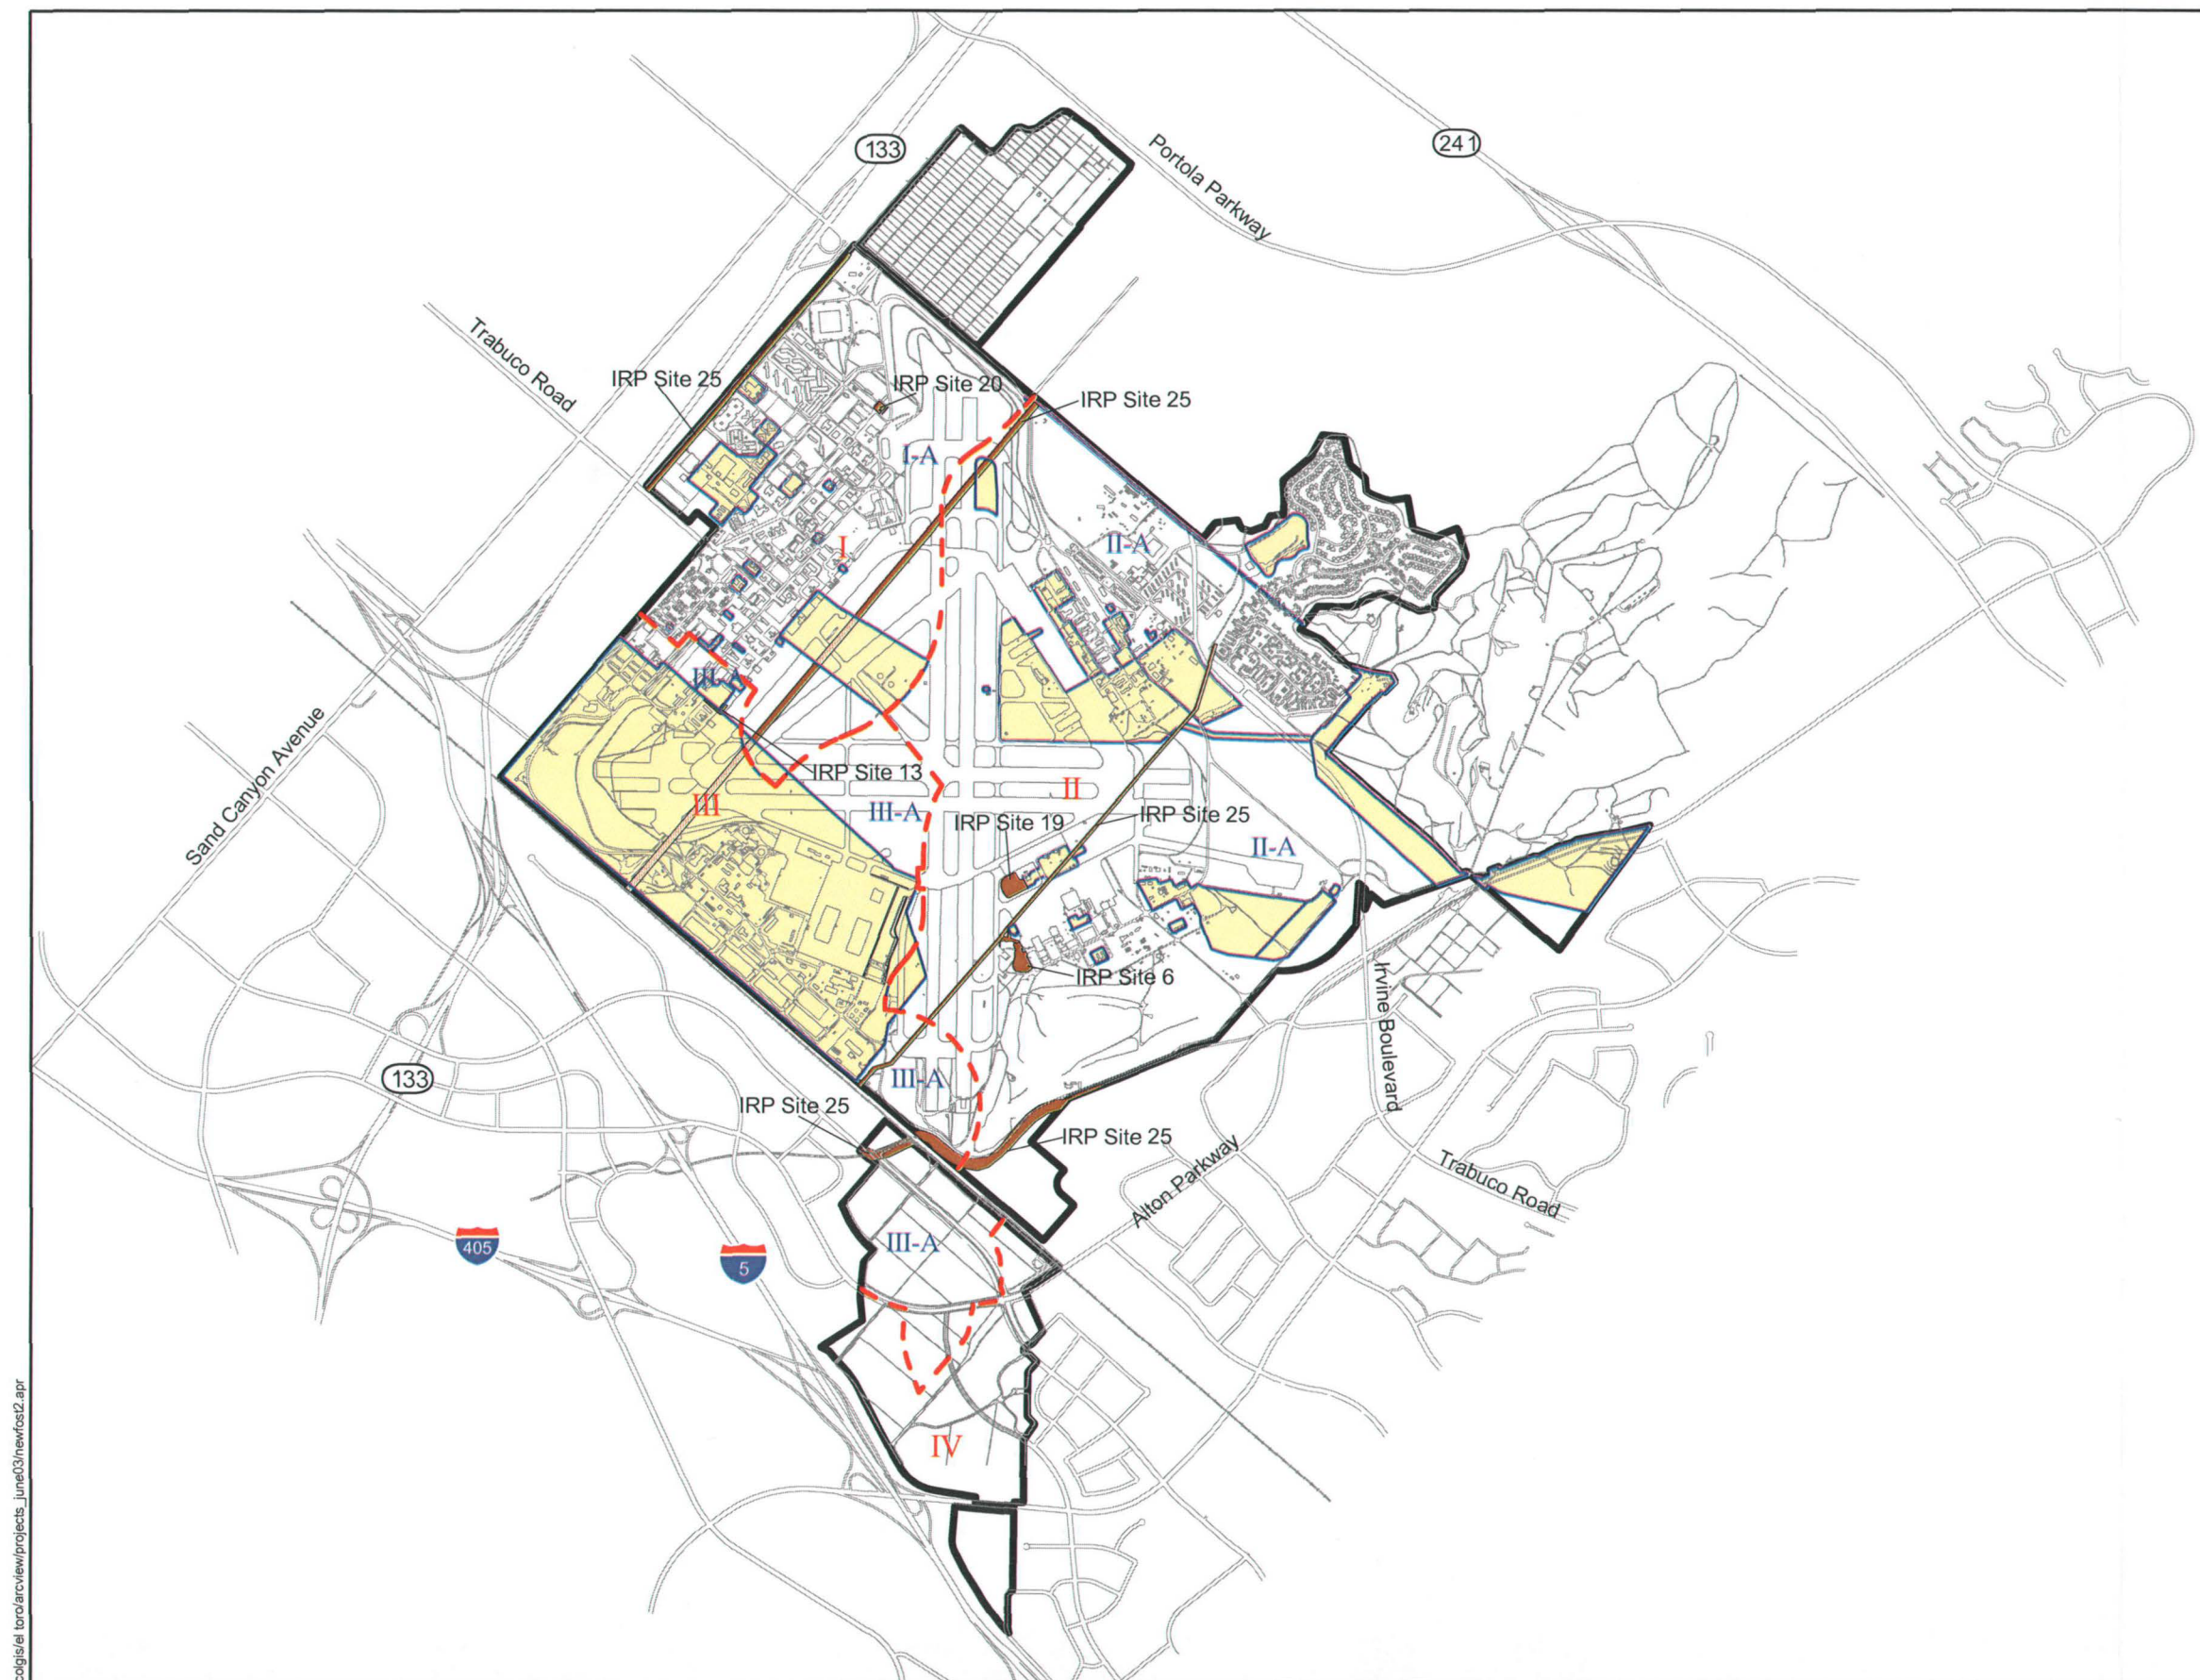 133
241
Portola Parkway
Trabuco Road
IRP Site 25
IRP Site 20
IRP Site 25
I-A
I
II-A
III-A
Sand Canyon Avenue
IRP Site 13
III
III-A
II
IRP Site 19
IRP Site 25
II-A
IRP Site 6
Irvine Boulevard
133
III-A
IRP Site 25
IRP Site 25
Alton Parkway
Trabuco Road
405
5
III-A
IV
colgis/el toro/arcview/projects_june03/newfost2.apr